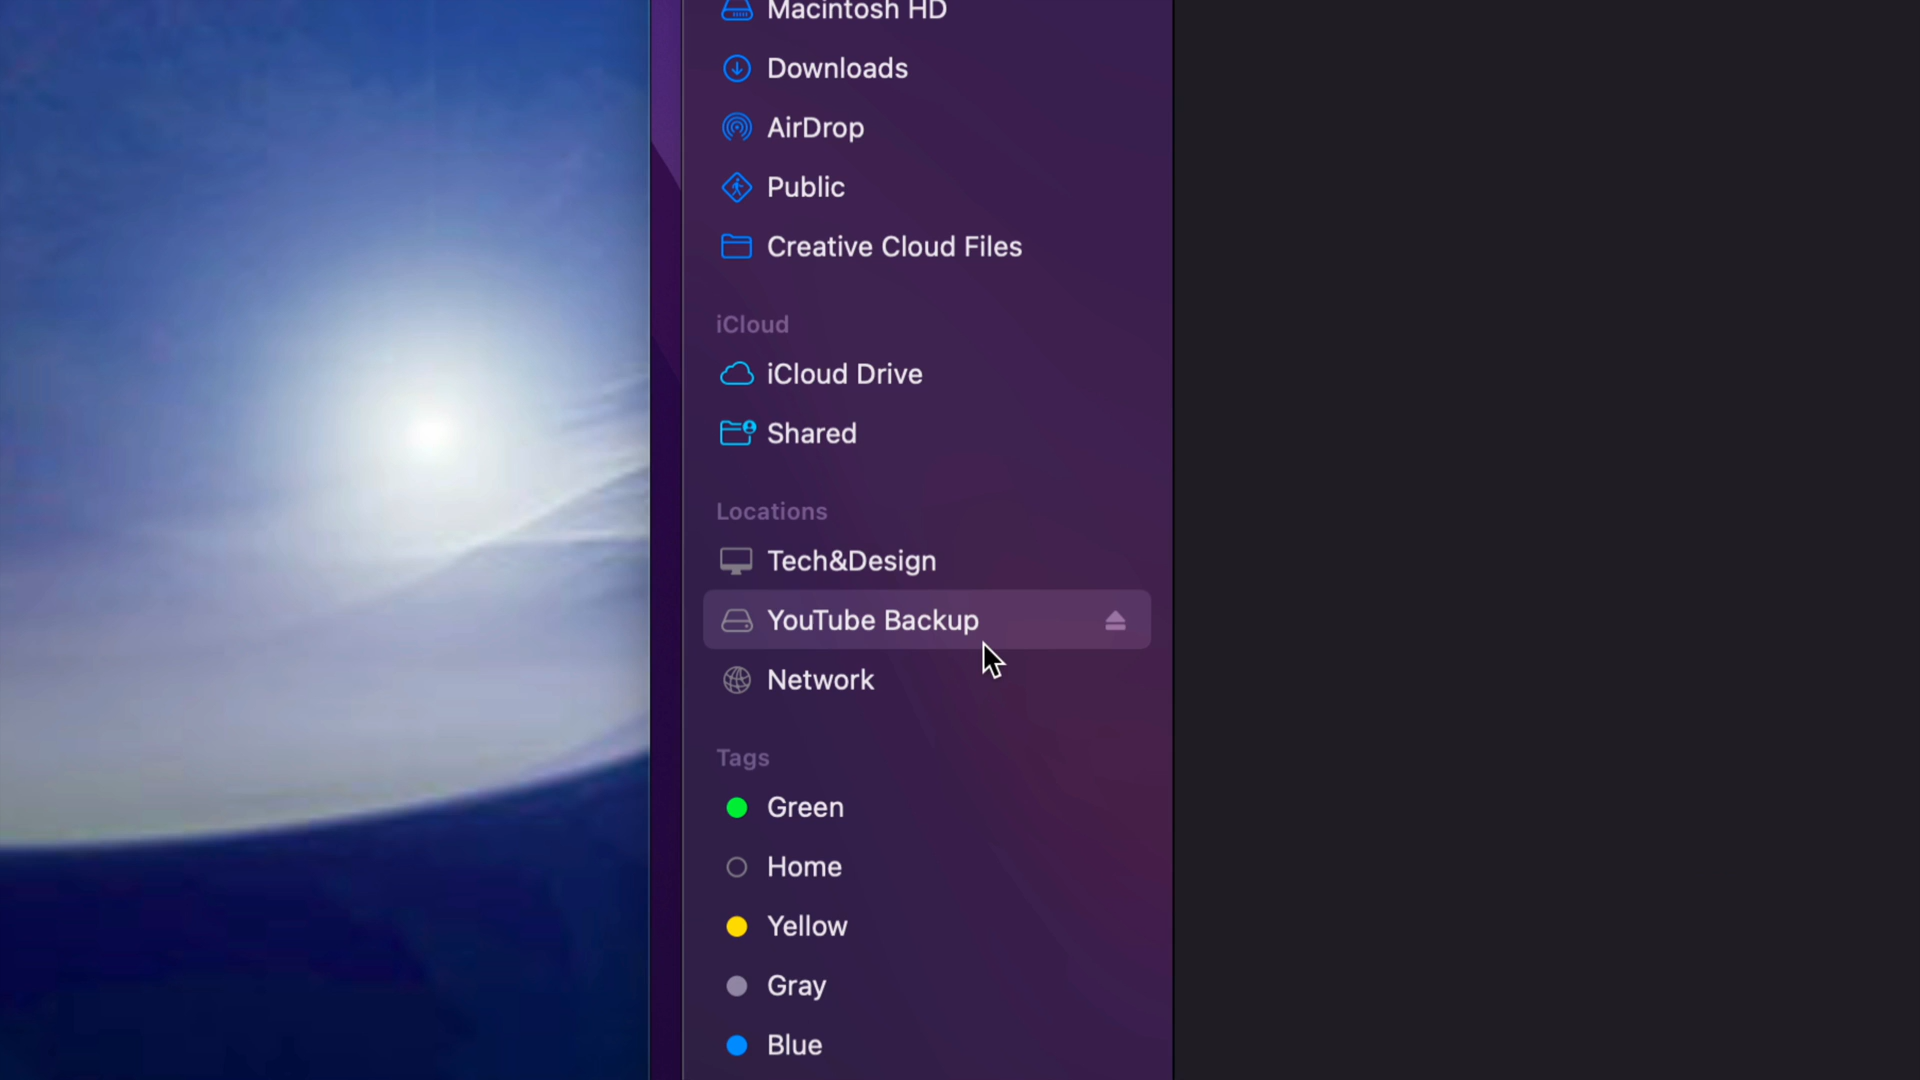 Macintosh HD
Downloads
AirDrop
Public
Creative Cloud Files
iCloud
iCloud Drive
Shared
Locations
Tech&Design
YouTube Backup
Network
Tags
Green
Home
Yellow
Gray
Blue